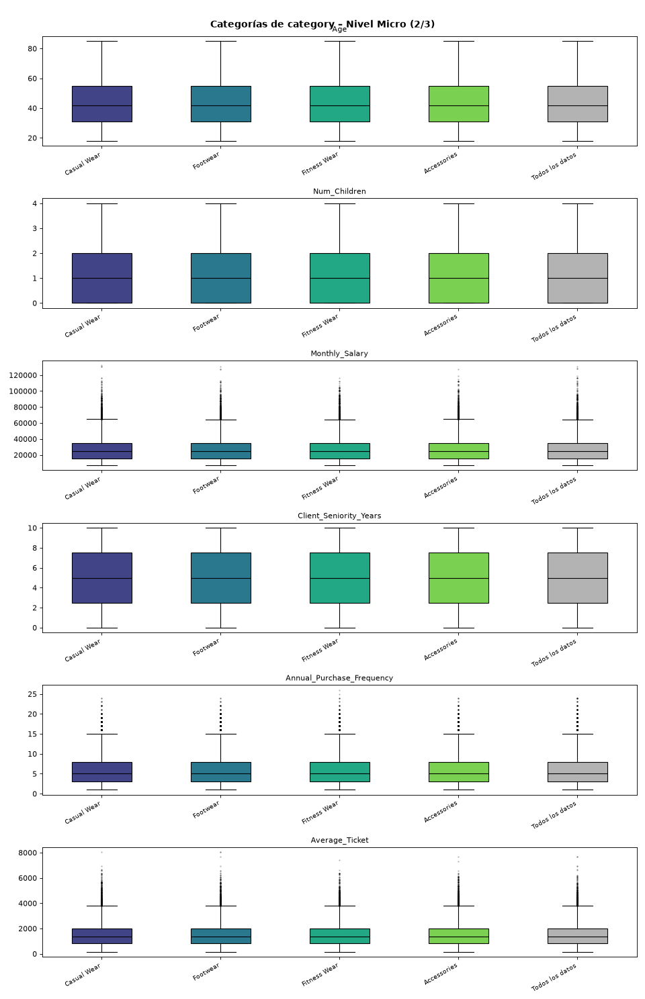 Categorías de category – Nivel Micro (2/3)
Age
80
60
40
20
Casual Wear Footwear Fitness Wear Accessories Todos los datos
Num_Children
4
3
2
1
0
Casual Wear Footwear Fitness Wear Accessories Todos los datos
Monthly_Salary
120000
100000
80000
60000
40000
20000
Casual Wear Footwear Fitness Wear Accessories Todos los datos
Client_Seniority_Years
10
8
6
4
2
0
Casual Wear Footwear Fitness Wear Accessories Todos los datos
Annual_Purchase_Frequency
25
20
15
10
5
0
Casual Wear Footwear Fitness Wear Accessories Todos los datos
Average_Ticket
8000
6000
4000
2000
0
Casual Wear Footwear Fitness Wear Accessories Todos los datos